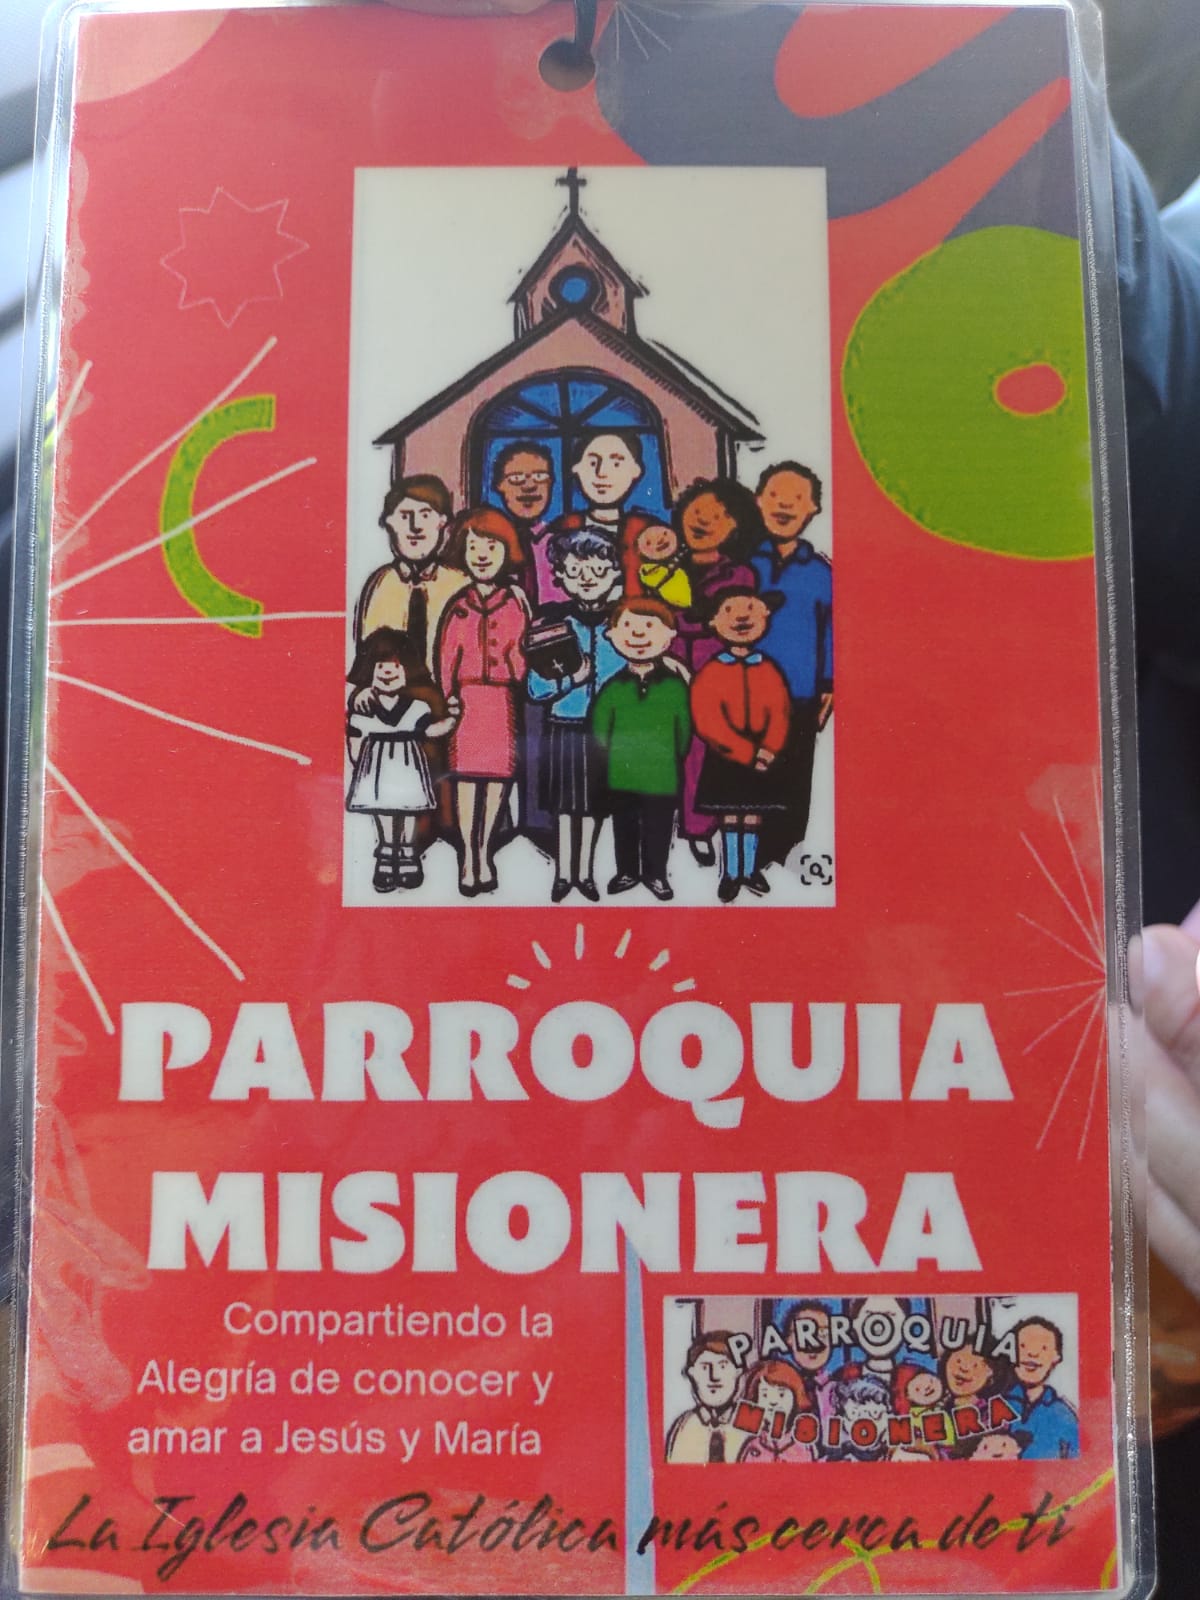 PARROQUIA
MISIONERA
Compartiendo la
Alegría de conocer y
amar a Jesús y María
PARROQUIA
MISIONERA
La Iglesia Católica más cerca de ti